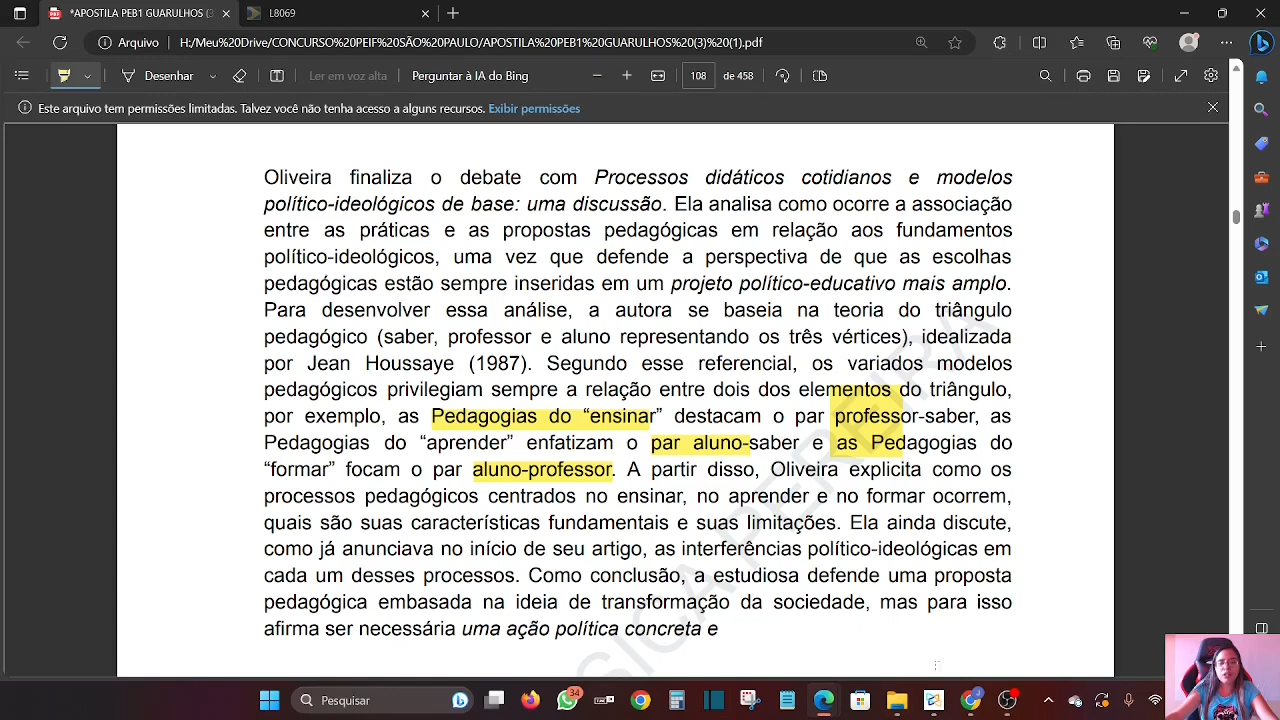 *APOSTILA PEB1 GUARULHOS (3
L8069
Arquivo
H:/Meu%20Drive/CONCURSO%20PEIF%20SÃO%20PAULO/APOSTILA%20PEB1%20GUARULHOS%20(3)%20(1).pdf
Desenhar
Ler em voz alta
Perguntar à IA do Bing
108 de 458
Este arquivo tem permissões limitadas. Talvez você não tenha acesso a alguns recursos. Exibir permissões
Oliveira finaliza o debate com Processos didáticos cotidianos e modelos
político-ideológicos de base: uma discussão. Ela analisa como ocorre a associação
entre as práticas e as propostas pedagógicas em relação aos fundamentos
político-ideológicos, uma vez que defende a perspectiva de que as escolhas
pedagógicas estão sempre inseridas em um projeto político-educativo mais amplo.
Para desenvolver essa análise, a autora se baseia na teoria do triângulo
pedagógico (saber, professor e aluno representando os três vértices), idealizada
por Jean Houssaye (1987). Segundo esse referencial, os variados modelos
pedagógicos privilegiam sempre a relação entre dois dos elementos do triângulo,
por exemplo, as Pedagogias do “ensinar” destacam o par professor-saber, as
Pedagogias do “aprender” enfatizam o par aluno-saber e as Pedagogias do
“formar” focam o par aluno-professor. A partir disso, Oliveira explicita como os
processos pedagógicos centrados no ensinar, no aprender e no formar ocorrem,
quais são suas características fundamentais e suas limitações. Ela ainda discute,
como já anunciava no início de seu artigo, as interferências político-ideológicas em
cada um desses processos. Como conclusão, a estudiosa defende uma proposta
pedagógica embasada na ideia de transformação da sociedade, mas para isso
afirma ser necessária uma ação política concreta e
SICA PEREIRA
Pesquisar
34